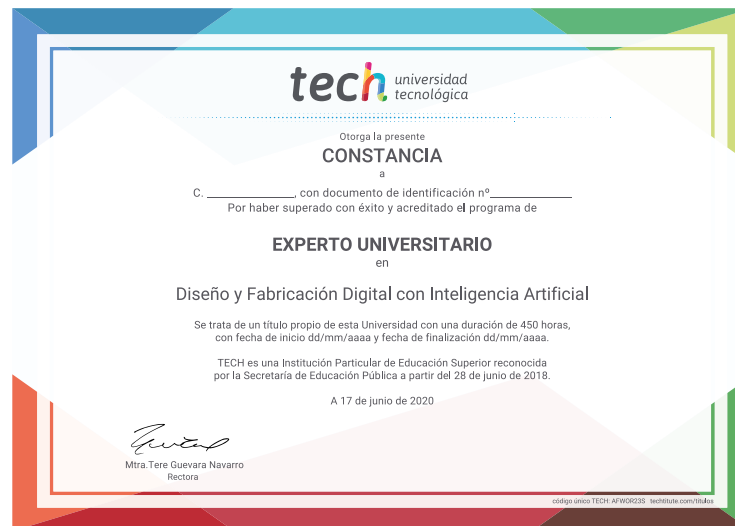 tech universidad tecnológica
Otorga la presente
CONSTANCIA
a
C. ______________, con documento de identificación nº_____________
Por haber superado con éxito y acreditado el programa de
EXPERTO UNIVERSITARIO
en
Diseño y Fabricación Digital con Inteligencia Artificial
Se trata de un título propio de esta Universidad con una duración de 450 horas,
con fecha de inicio dd/mm/aaaa y fecha de finalización dd/mm/aaaa.
TECH es una Institución Particular de Educación Superior reconocida
por la Secretaría de Educación Pública a partir del 28 de junio de 2018.
A 17 de junio de 2020
Mtra.Tere Guevara Navarro
Rectora
código único TECH: AFWOR23S techtitute.com/titulos